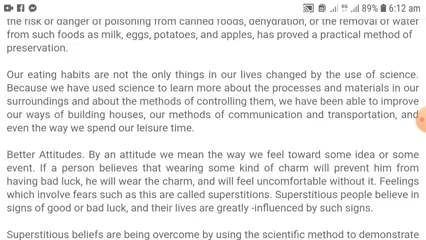 89% 6:12 am
the risk or danger of poisoning from canned foods, dehydration, or the removal of water
from such foods as milk, eggs, potatoes, and apples, has proved a practical method of
preservation.
Our eating habits are not the only things in our lives changed by the use of science.
Because we have used science to learn more about the processes and materials in our
surroundings and about the methods of controlling them, we have been able to improve
our ways of building houses, our methods of communication and transportation, and
even the way we spend our leisure time.
Better Attitudes. By an attitude we mean the way we feel toward some idea or some
event. If a person believes that wearing some kind of charm will prevent him from
having bad luck, he will wear the charm, and will feel uncomfortable without it. Feelings
which involve fears such as this are called superstitions. Superstitious people believe in
signs of good or bad luck, and their lives are greatly -influenced by such signs.
Superstitious beliefs are being overcome by using the scientific method to demonstrate